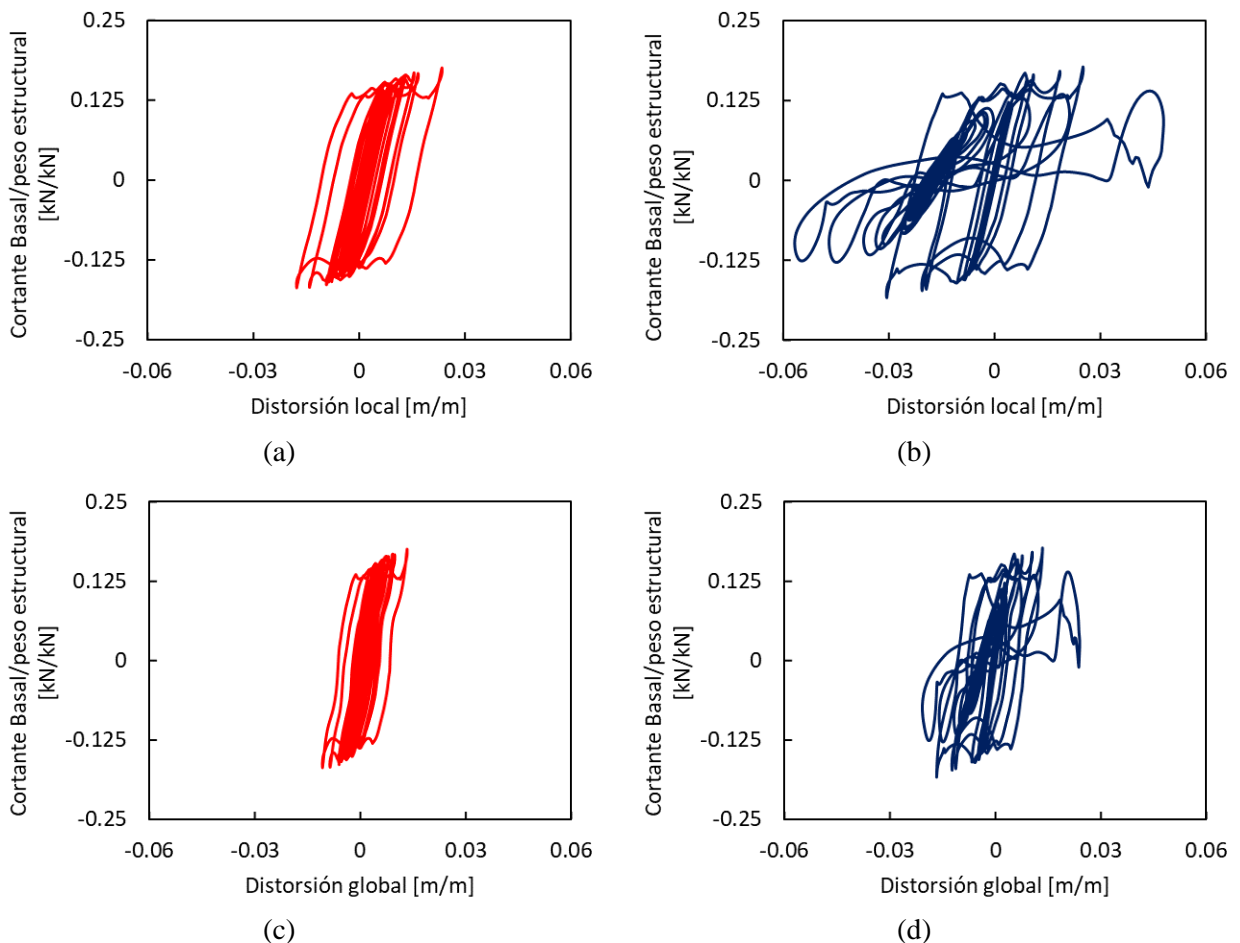 Cortante Basal/peso estructural
[kN/kN]
0.25
0.125
0
-0.125
-0.25
-0.06
-0.03
0
0.03
0.06
Distorsión local [m/m]
(a)
Cortante Basal/peso estructural
[kN/kN]
0.25
0.125
0
-0.125
-0.25
-0.06
-0.03
0
0.03
0.06
Distorsión local [m/m]
(b)
Cortante Basal/peso estructural
[kN/kN]
0.25
0.125
0
-0.125
-0.25
-0.06
-0.03
0
0.03
0.06
Distorsión global [m/m]
(c)
Cortante Basal/peso estructural
[kN/kN]
0.25
0.125
0
-0.125
-0.25
-0.06
-0.03
0
0.03
0.06
Distorsión global [m/m]
(d)